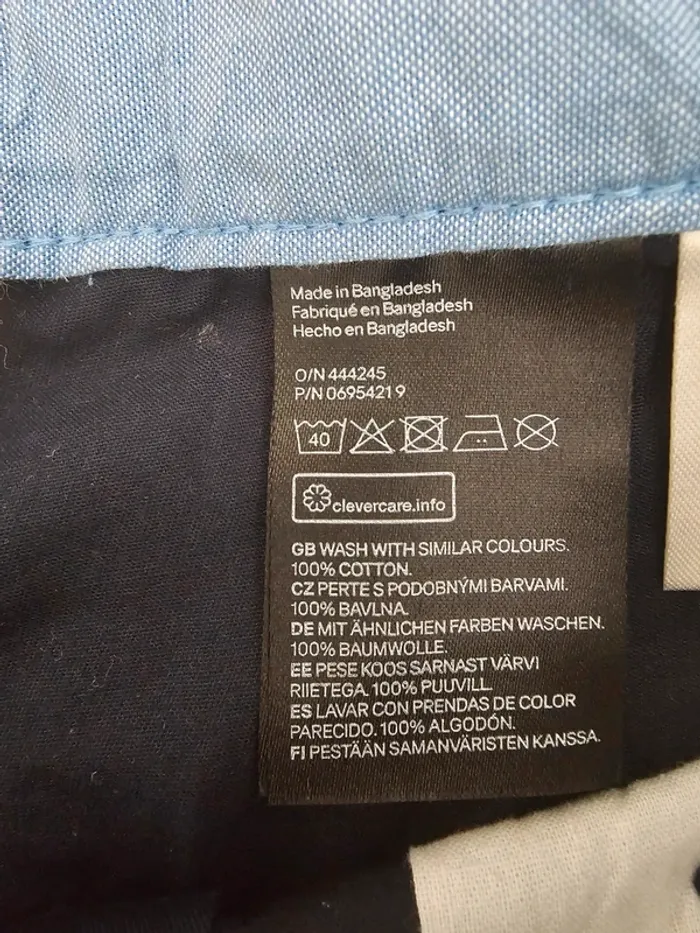 Made in Bangladesh
Fabriqué en Bangladesh
Hecho en Bangladesh
O/N 444245
P/N 06954219
40
clevercare.info
GB WASH WITH SIMILAR COLOURS.
100% COTTON.
CZ PERTE S PODOBNÝMI BARVAMI.
100% BAVLNA.
DE MIT ÄHNLICHEN FARBEN WASCHEN.
100% BAUMWOLLE.
EE PESE KOOS SARNAST VÄRVI
RIIETEGA. 100% PUUVILL.
ES LAVAR CON PRENDAS DE COLOR
PARECIDO. 100% ALGODÓN.
FI PESTÄÄN SAMANVÄRISTEN KANSSA.